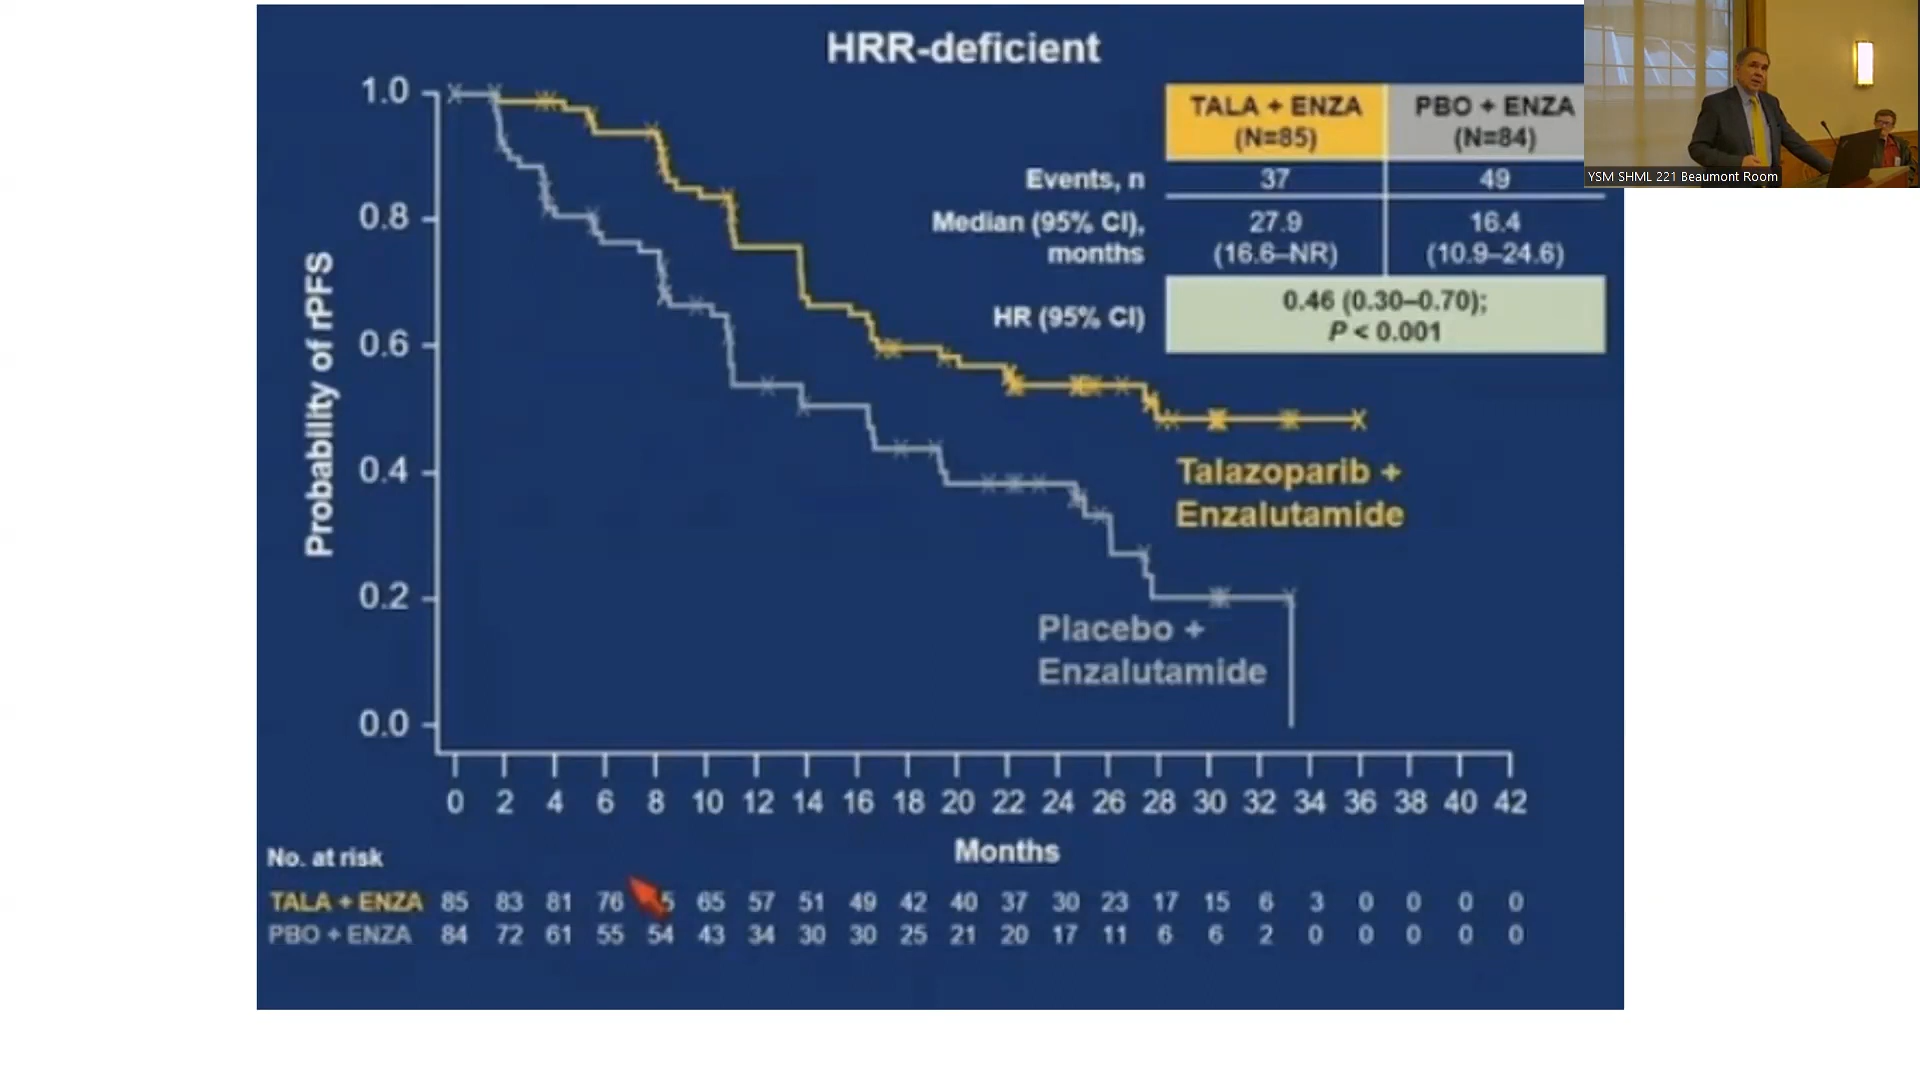 HRR-deficient
TALA + ENZA PBO + ENZA
(N=85) (N=84)
Events, n 37 49
Median (95% CI), 27.9 16.4
months (16.6–NR) (10.9–24.6)
HR (95% CI) 0.46 (0.30–0.70);
P < 0.001
YSM SHML 221 Beaumont Room
Probability of rPFS
1.0
0.8
0.6
0.4
0.2
0.0
Talazoparib +
Enzalutamide
Placebo +
Enzalutamide
0 2 4 6 8 10 12 14 16 18 20 22 24 26 28 30 32 34 36 38 40 42
Months
No. at risk
TALA + ENZA 85 83 81 76 65 57 51 49 42 40 37 30 23 17 15 6 3 0 0 0 0
PBO + ENZA 84 72 61 55 54 43 34 30 30 25 21 20 17 11 6 6 2 0 0 0 0 0